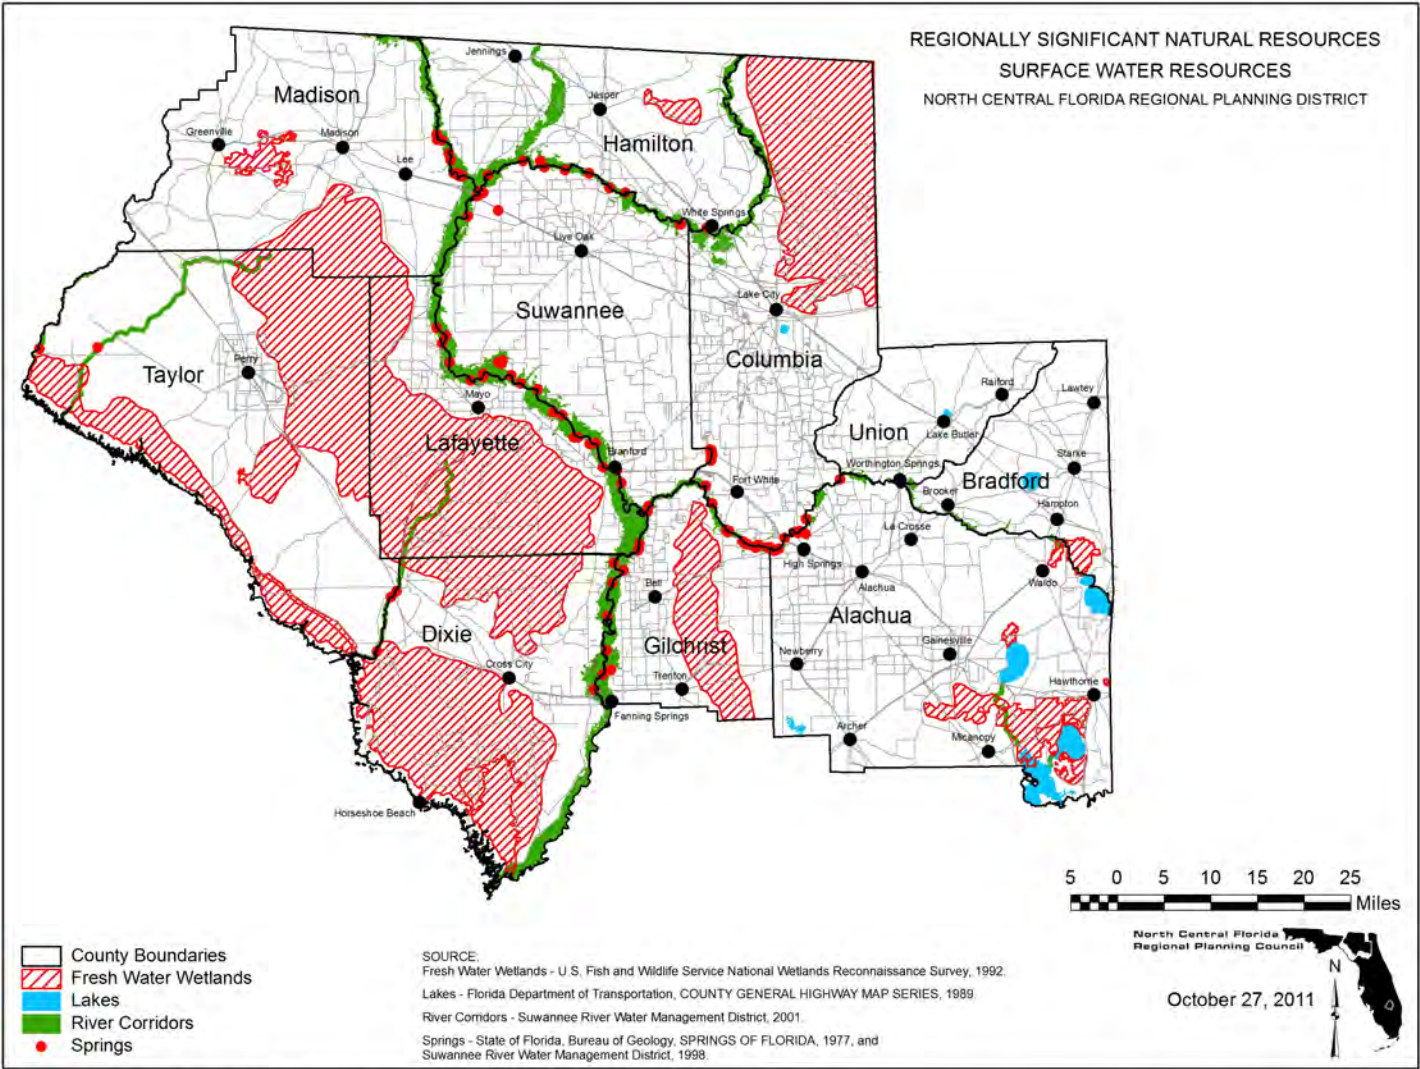 REGIONALLY SIGNIFICANT NATURAL RESOURCES
SURFACE WATER RESOURCES
NORTH CENTRAL FLORIDA REGIONAL PLANNING DISTRICT
Jennings
Madison
Jasper
Greenville
Madison
Hamilton
Lee
White Springs
Live Oak
Lake City
Suwannee
Columbia
Perry
Taylor
Mayo
Raiford
Lawtey
Union
Lake Butler
Lafayette
Branford
Starke
Worthington Springs
Fort White
Bradford
Brooker
Hampton
La Crosse
High Springs
Bell
Alachua
Waldo
Alachua
Dixie
Gilchrist
Gainesville
Newberry
Cross City
Trenton
Hawthorne
Fanning Springs
Archer
Micanopy
Horseshoe Beach
5 0 5 10 15 20 25
Miles
North Central Florida
Regional Planning Council
N
October 27, 2011
County Boundaries
Fresh Water Wetlands
Lakes
River Corridors
Springs
SOURCE:
Fresh Water Wetlands - U.S. Fish and Wildlife Service National Wetlands Reconnaissance Survey, 1992.
Lakes - Florida Department of Transportation, COUNTY GENERAL HIGHWAY MAP SERIES, 1989.
River Corridors - Suwannee River Water Management District, 2001.
Springs - State of Florida, Bureau of Geology, SPRINGS OF FLORIDA, 1977, and
Suwannee River Water Management District, 1998.